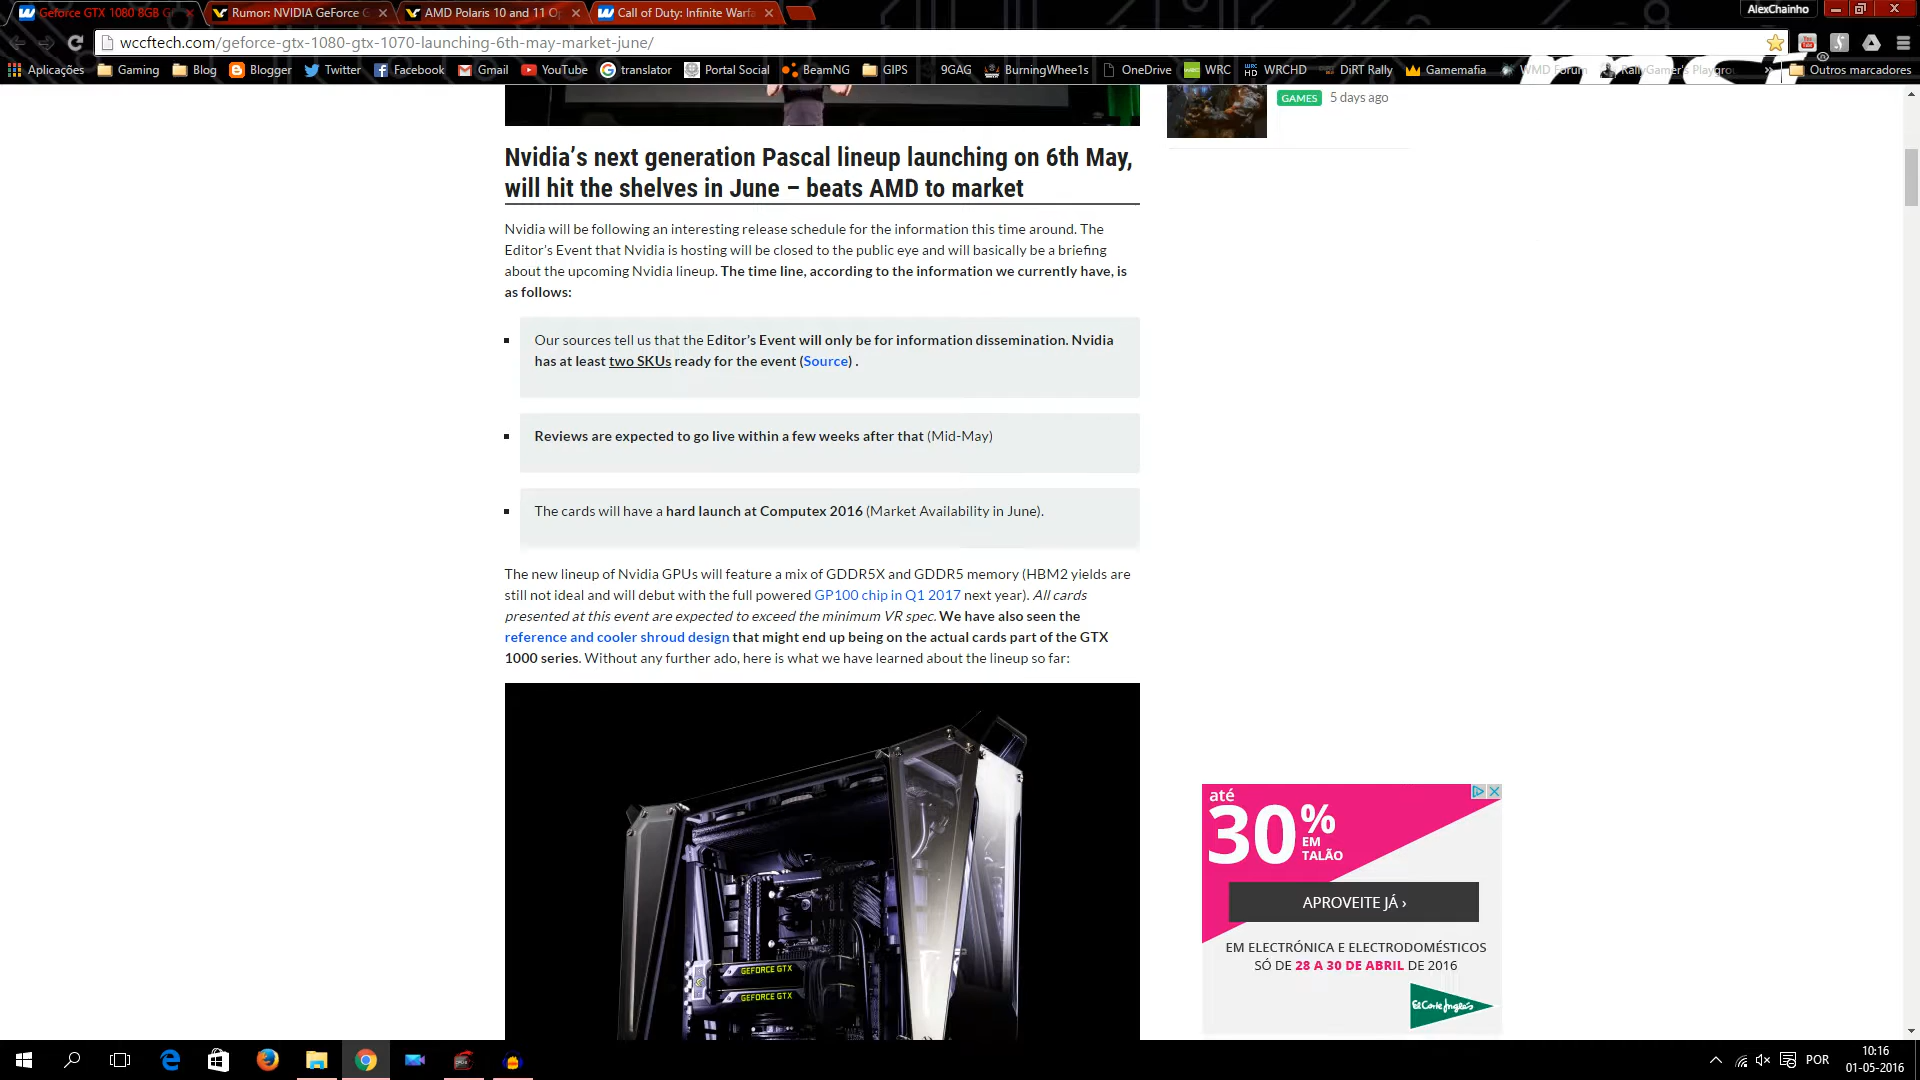 Geforce GTX 1080 8GB G
Rumor: NVIDIA GeForce G
AMD Polaris 10 and 11 O
Call of Duty: Infinite Warfa
AlexChainho
wccftech.com/geforce-gtx-1080-gtx-1070-launching-6th-may-market-june/
Aplicações
Gaming
Blog
Blogger
Twitter
Facebook
Gmail
YouTube
translator
Portal Social
BeamNG
GIPS
9GAG
BurningWhee1s
OneDrive
WRC
WRCHD
DiRT Rally
Gamemafia
WMD Forum
RallyGamer's Playgro
»
Outros marcadores
GAMES 5 days ago
Nvidia’s next generation Pascal lineup launching on 6th May,
will hit the shelves in June – beats AMD to market
Nvidia will be following an interesting release schedule for the information this time around. The
Editor’s Event that Nvidia is hosting will be closed to the public eye and will basically be a briefing
about the upcoming Nvidia lineup. The time line, according to the information we currently have, is
as follows:
Our sources tell us that the Editor’s Event will only be for information dissemination. Nvidia
has at least two SKUs ready for the event (Source) .
Reviews are expected to go live within a few weeks after that (Mid-May)
The cards will have a hard launch at Computex 2016 (Market Availability in June).
The new lineup of Nvidia GPUs will feature a mix of GDDR5X and GDDR5 memory (HBM2 yields are
still not ideal and will debut with the full powered GP100 chip in Q1 2017 next year). All cards
presented at this event are expected to exceed the minimum VR spec. We have also seen the
reference and cooler shroud design that might end up being on the actual cards part of the GTX
1000 series. Without any further ado, here is what we have learned about the lineup so far:
GEFORCE GTX
GEFORCE GTX
até
30%
EM
TALÃO
APROVEITE JÁ ›
EM ELECTRÓNICA E ELECTRODOMÉSTICOS
SÓ DE 28 A 30 DE ABRIL DE 2016
El Corte Inglés
POR
10:16
01-05-2016